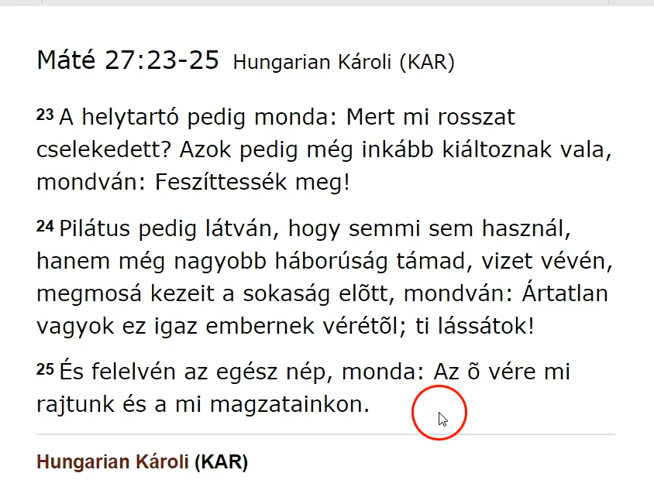 Máté 27:23-25 Hungarian Károli (KAR)
23 A helytartó pedig monda: Mert mi rosszat
cselekedett? Azok pedig még inkább kiáltoznak vala,
mondván: Feszíttessék meg!
24 Pilátus pedig látván, hogy semmi sem használ,
hanem még nagyobb háborúság támad, vizet vévén,
megmosá kezeit a sokaság elõtt, mondván: Ártatlan
vagyok ez igaz embernek vérétõl; ti lássátok!
25 És felelvén az egész nép, monda: Az õ vére mi
rajtunk és a mi magzatainkon.
Hungarian Károli (KAR)